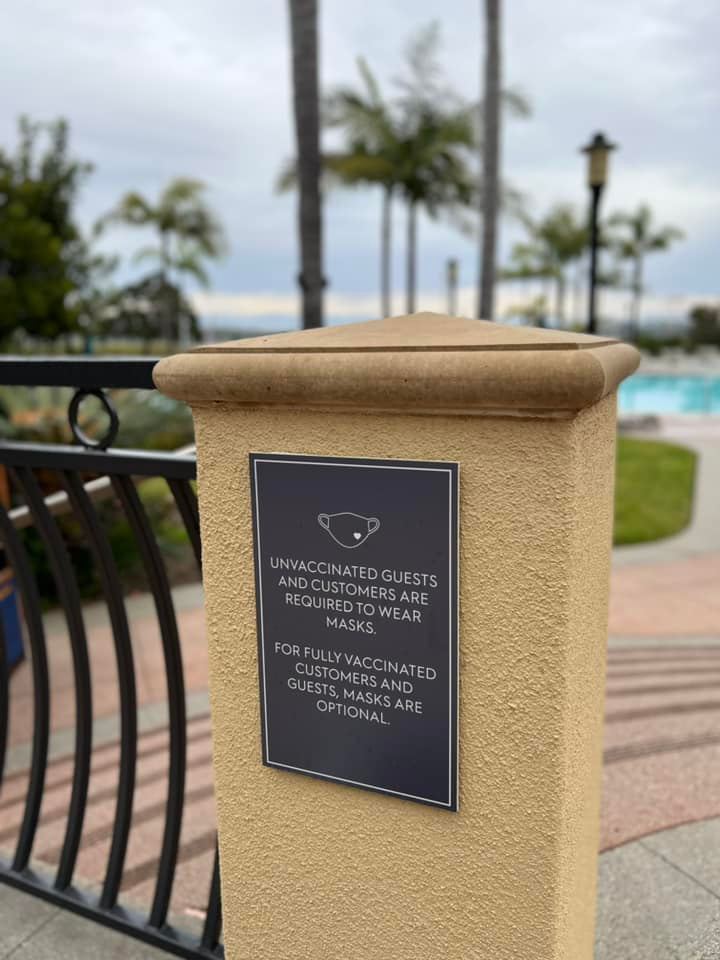 UNVACCINATED GUESTS
AND CUSTOMERS ARE
REQUIRED TO WEAR
MASKS.
FOR FULLY VACCINATED
CUSTOMERS AND
GUESTS, MASKS ARE
OPTIONAL.